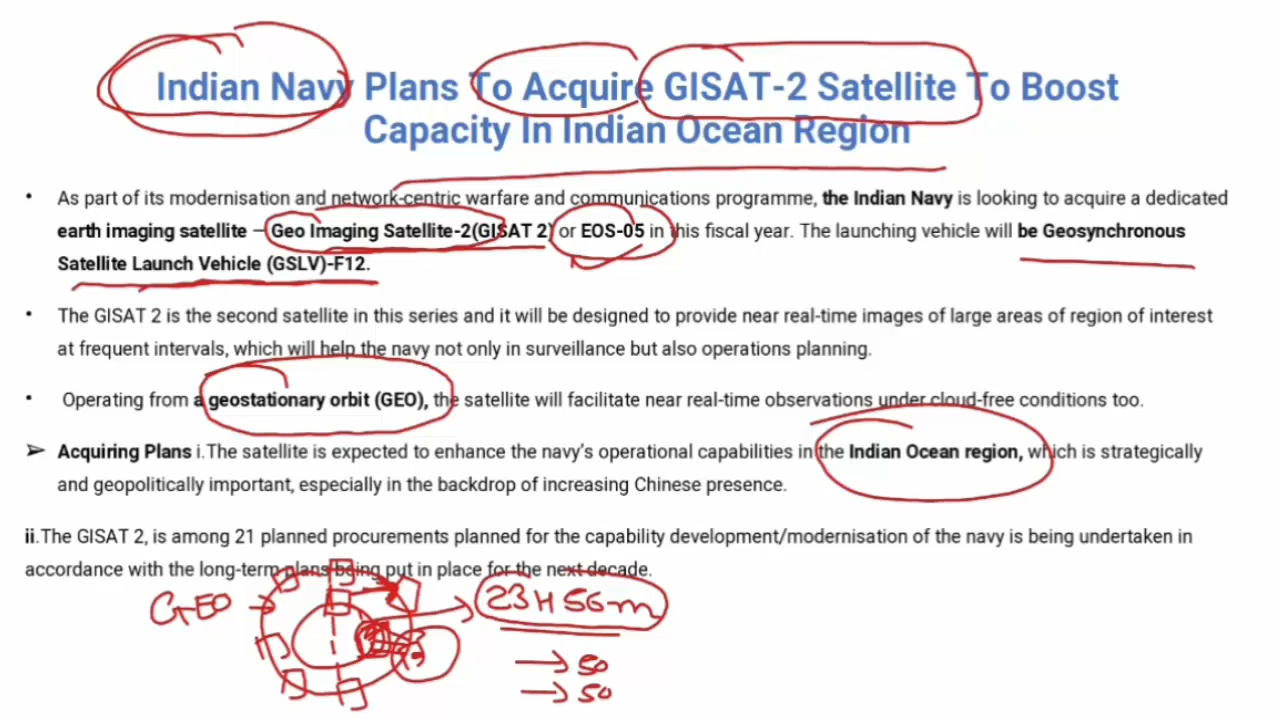 Indian Navy Plans To Acquire GISAT-2 Satellite To Boost
Capacity In Indian Ocean Region
• As part of its modernisation and network-centric warfare and communications programme, the Indian Navy is looking to acquire a dedicated
earth imaging satellite – Geo Imaging Satellite-2(GISAT 2) or EOS-05 in this fiscal year. The launching vehicle will be Geosynchronous
Satellite Launch Vehicle (GSLV)-F12.
• The GISAT 2 is the second satellite in this series and it will be designed to provide near real-time images of large areas of region of interest
at frequent intervals, which will help the navy not only in surveillance but also operations planning.
• Operating from a geostationary orbit (GEO), the satellite will facilitate near real-time observations under cloud-free conditions too.
➢ Acquiring Plans i.The satellite is expected to enhance the navy's operational capabilities in the Indian Ocean region, which is strategically
and geopolitically important, especially in the backdrop of increasing Chinese presence.
ii.The GISAT 2, is among 21 planned procurements planned for the capability development/modernisation of the navy is being undertaken in
accordance with the long-term plans being put in place for the next decade.
GEO
23H 56m
→ 50
→ 50